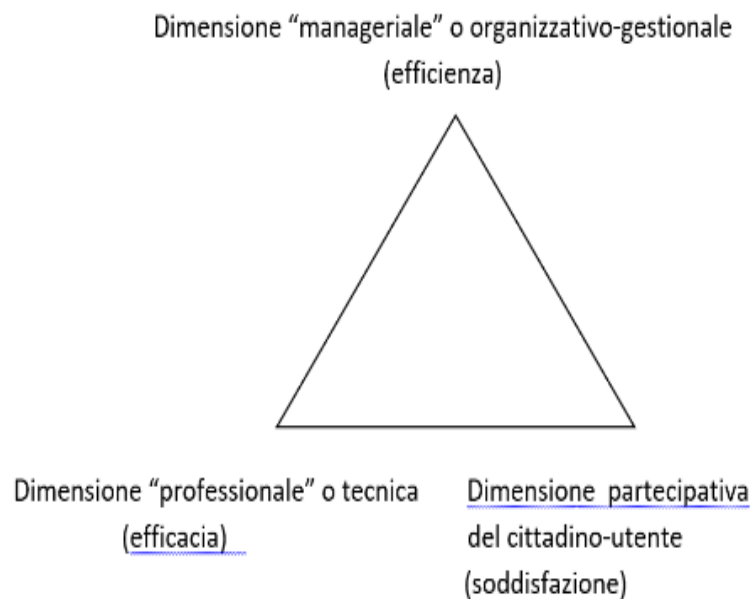 Dimensione “manageriale” o organizzativo-gestionale
(efficienza)
Dimensione “professionale” o tecnica
(efficacia)
Dimensione partecipativa
del cittadino-utente
(soddisfazione)